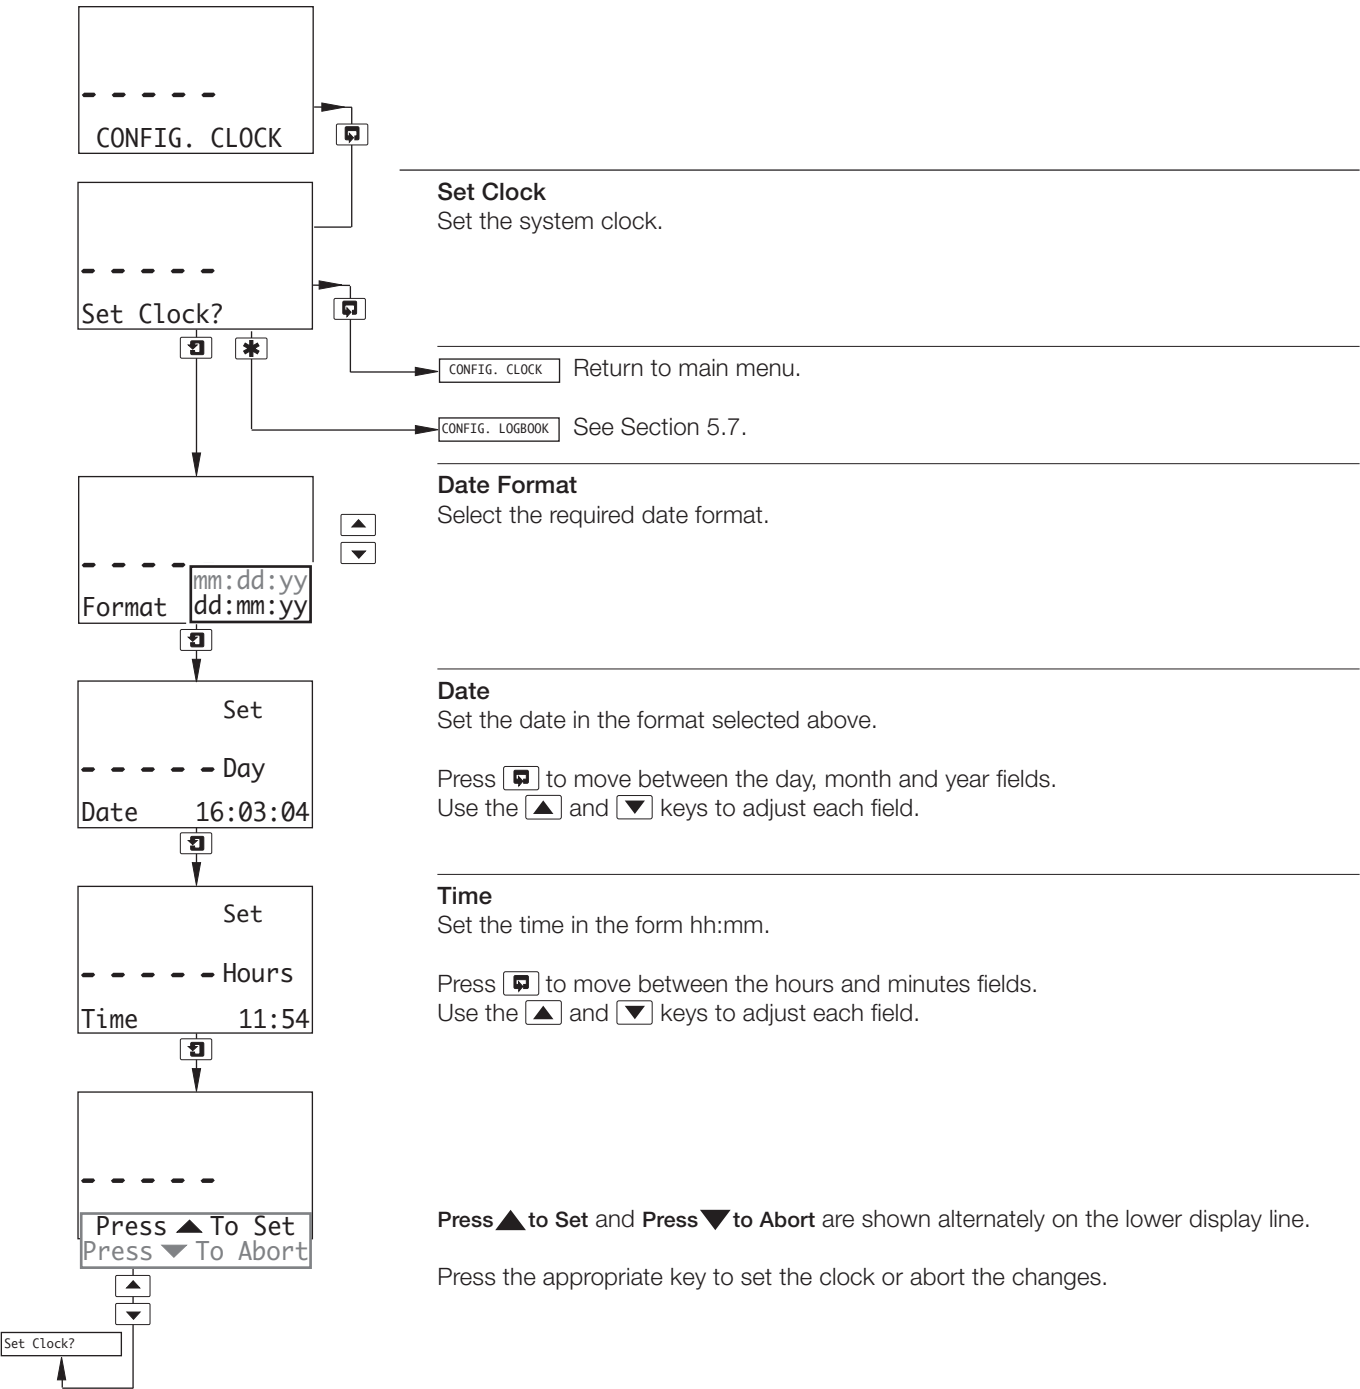 CONFIG. CLOCK
Set Clock
Set the system clock.
Set Clock?
CONFIG. CLOCK Return to main menu.
CONFIG. LOGBOOK See Section 5.7.
Date Format
Select the required date format.
mm:dd:yy
Format dd:mm:yy
Date
Set the date in the format selected above.
Set
Day
Date 16:03:04
Press to move between the day, month and year fields.
Use the ▲ and ▼ keys to adjust each field.
Time
Set the time in the form hh:mm.
Set
Hours
Time 11:54
Press to move between the hours and minutes fields.
Use the ▲ and ▼ keys to adjust each field.
Press ▲ To Set
Press ▼ To Abort
Press▲to Set and Press▼to Abort are shown alternately on the lower display line.
Press the appropriate key to set the clock or abort the changes.
Set Clock?